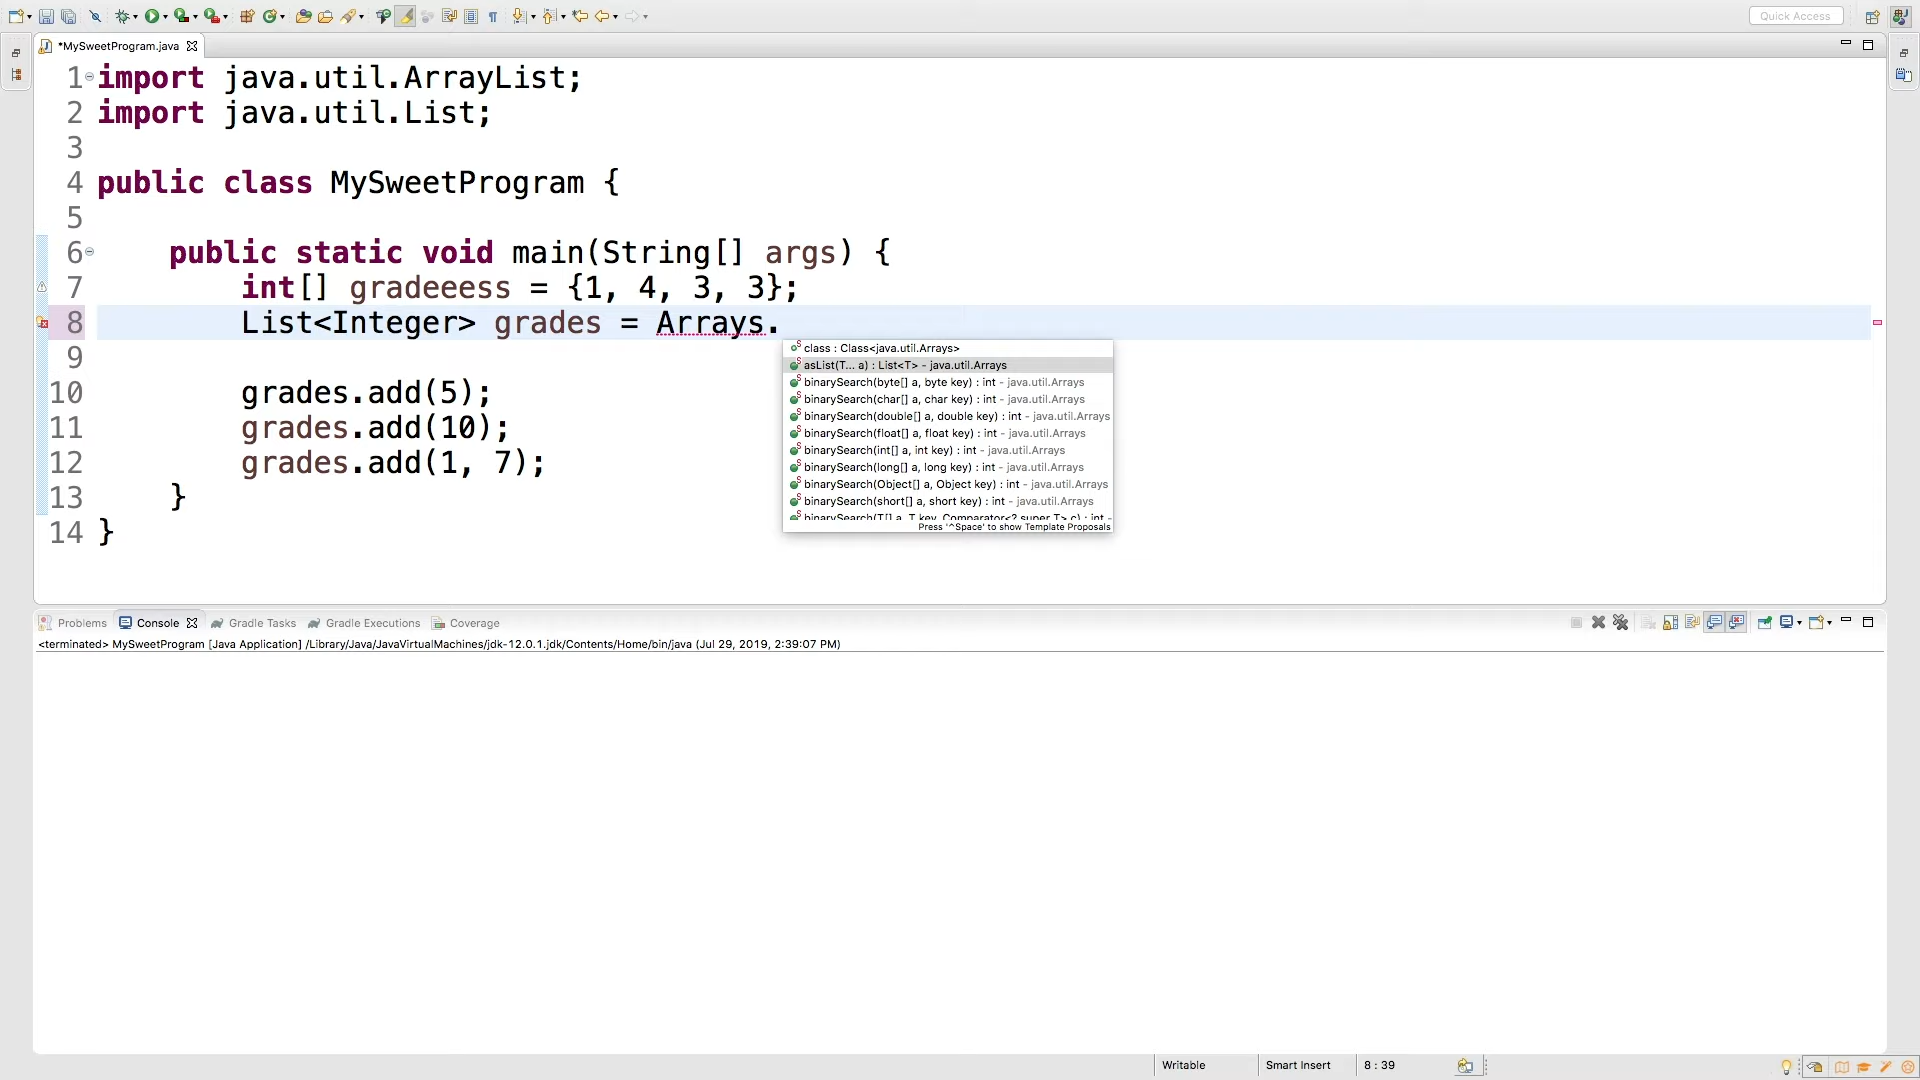 Quick Access
*MySweetProgram.java
1 import java.util.ArrayList;
2 import java.util.List;
3
4 public class MySweetProgram {
5
6 public static void main(String[] args) {
7 int[] gradeeess = {1, 4, 3, 3};
8 List<Integer> grades = Arrays.
9
10 grades.add(5);
11 grades.add(10);
12 grades.add(1, 7);
13 }
14 }
class : Class<java.util.Arrays>
asList(T... a) : List<T> - java.util.Arrays
binarySearch(byte[] a, byte key) : int - java.util.Arrays
binarySearch(char[] a, char key) : int - java.util.Arrays
binarySearch(double[] a, double key) : int - java.util.Arrays
binarySearch(float[] a, float key) : int - java.util.Arrays
binarySearch(int[] a, int key) : int - java.util.Arrays
binarySearch(long[] a, long key) : int - java.util.Arrays
binarySearch(Object[] a, Object key) : int - java.util.Arrays
binarySearch(short[] a, short key) : int - java.util.Arrays
binarySearch(T[] a, T key, Comparator<? super T> c) : int -
Press '^Space' to show Template Proposals
Problems Console Gradle Tasks Gradle Executions Coverage
<terminated> MySweetProgram [Java Application] /Library/Java/JavaVirtualMachines/jdk-12.0.1.jdk/Contents/Home/bin/java (Jul 29, 2019, 2:39:07 PM)
Writable Smart Insert 8 : 39